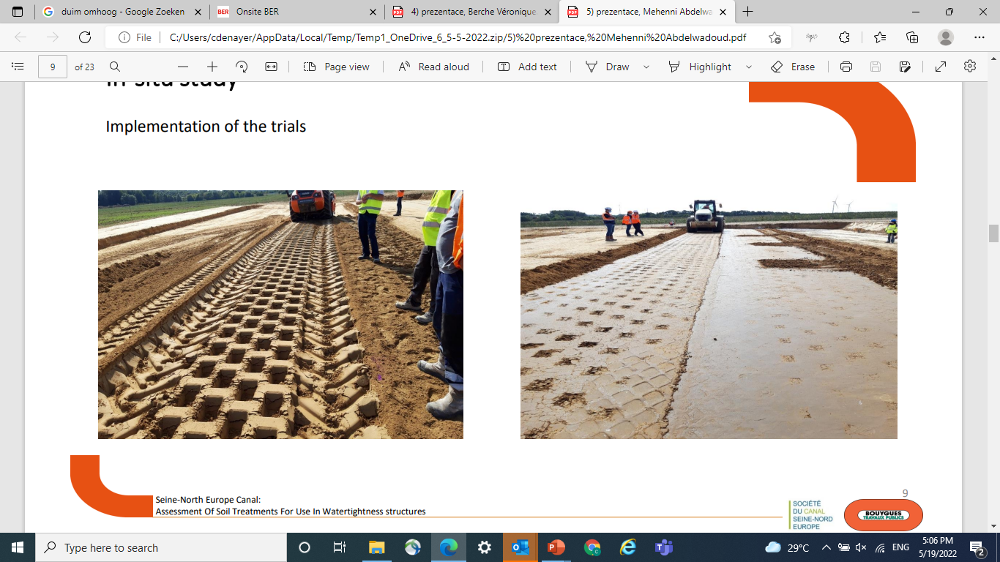 duim omhoog - Google Zoeken
BER
Onsite BER
4) prezentace, Berche Véronique
5) prezentace, Mehenni Abdelwa
File
C:/Users/cdenayer/AppData/Local/Temp/Temp1_OneDrive_6_5-5-2022.zip/5)%20prezentace,%20Mehenni%20Abdelwadoud.pdf
9
of 23
Page view
Read aloud
Add text
Draw
Highlight
Erase
In-situ study
Implementation of the trials
Seine-North Europe Canal:
Assessment Of Soil Treatments For Use In Watertightness structures
9
SOCIÉTÉ
DU CANAL
SEINE-NORD
EUROPE
BOUYGUES
TRAVAUX PUBLICS
Type here to search
29°C
ENG
5:06 PM
5/19/2022
2